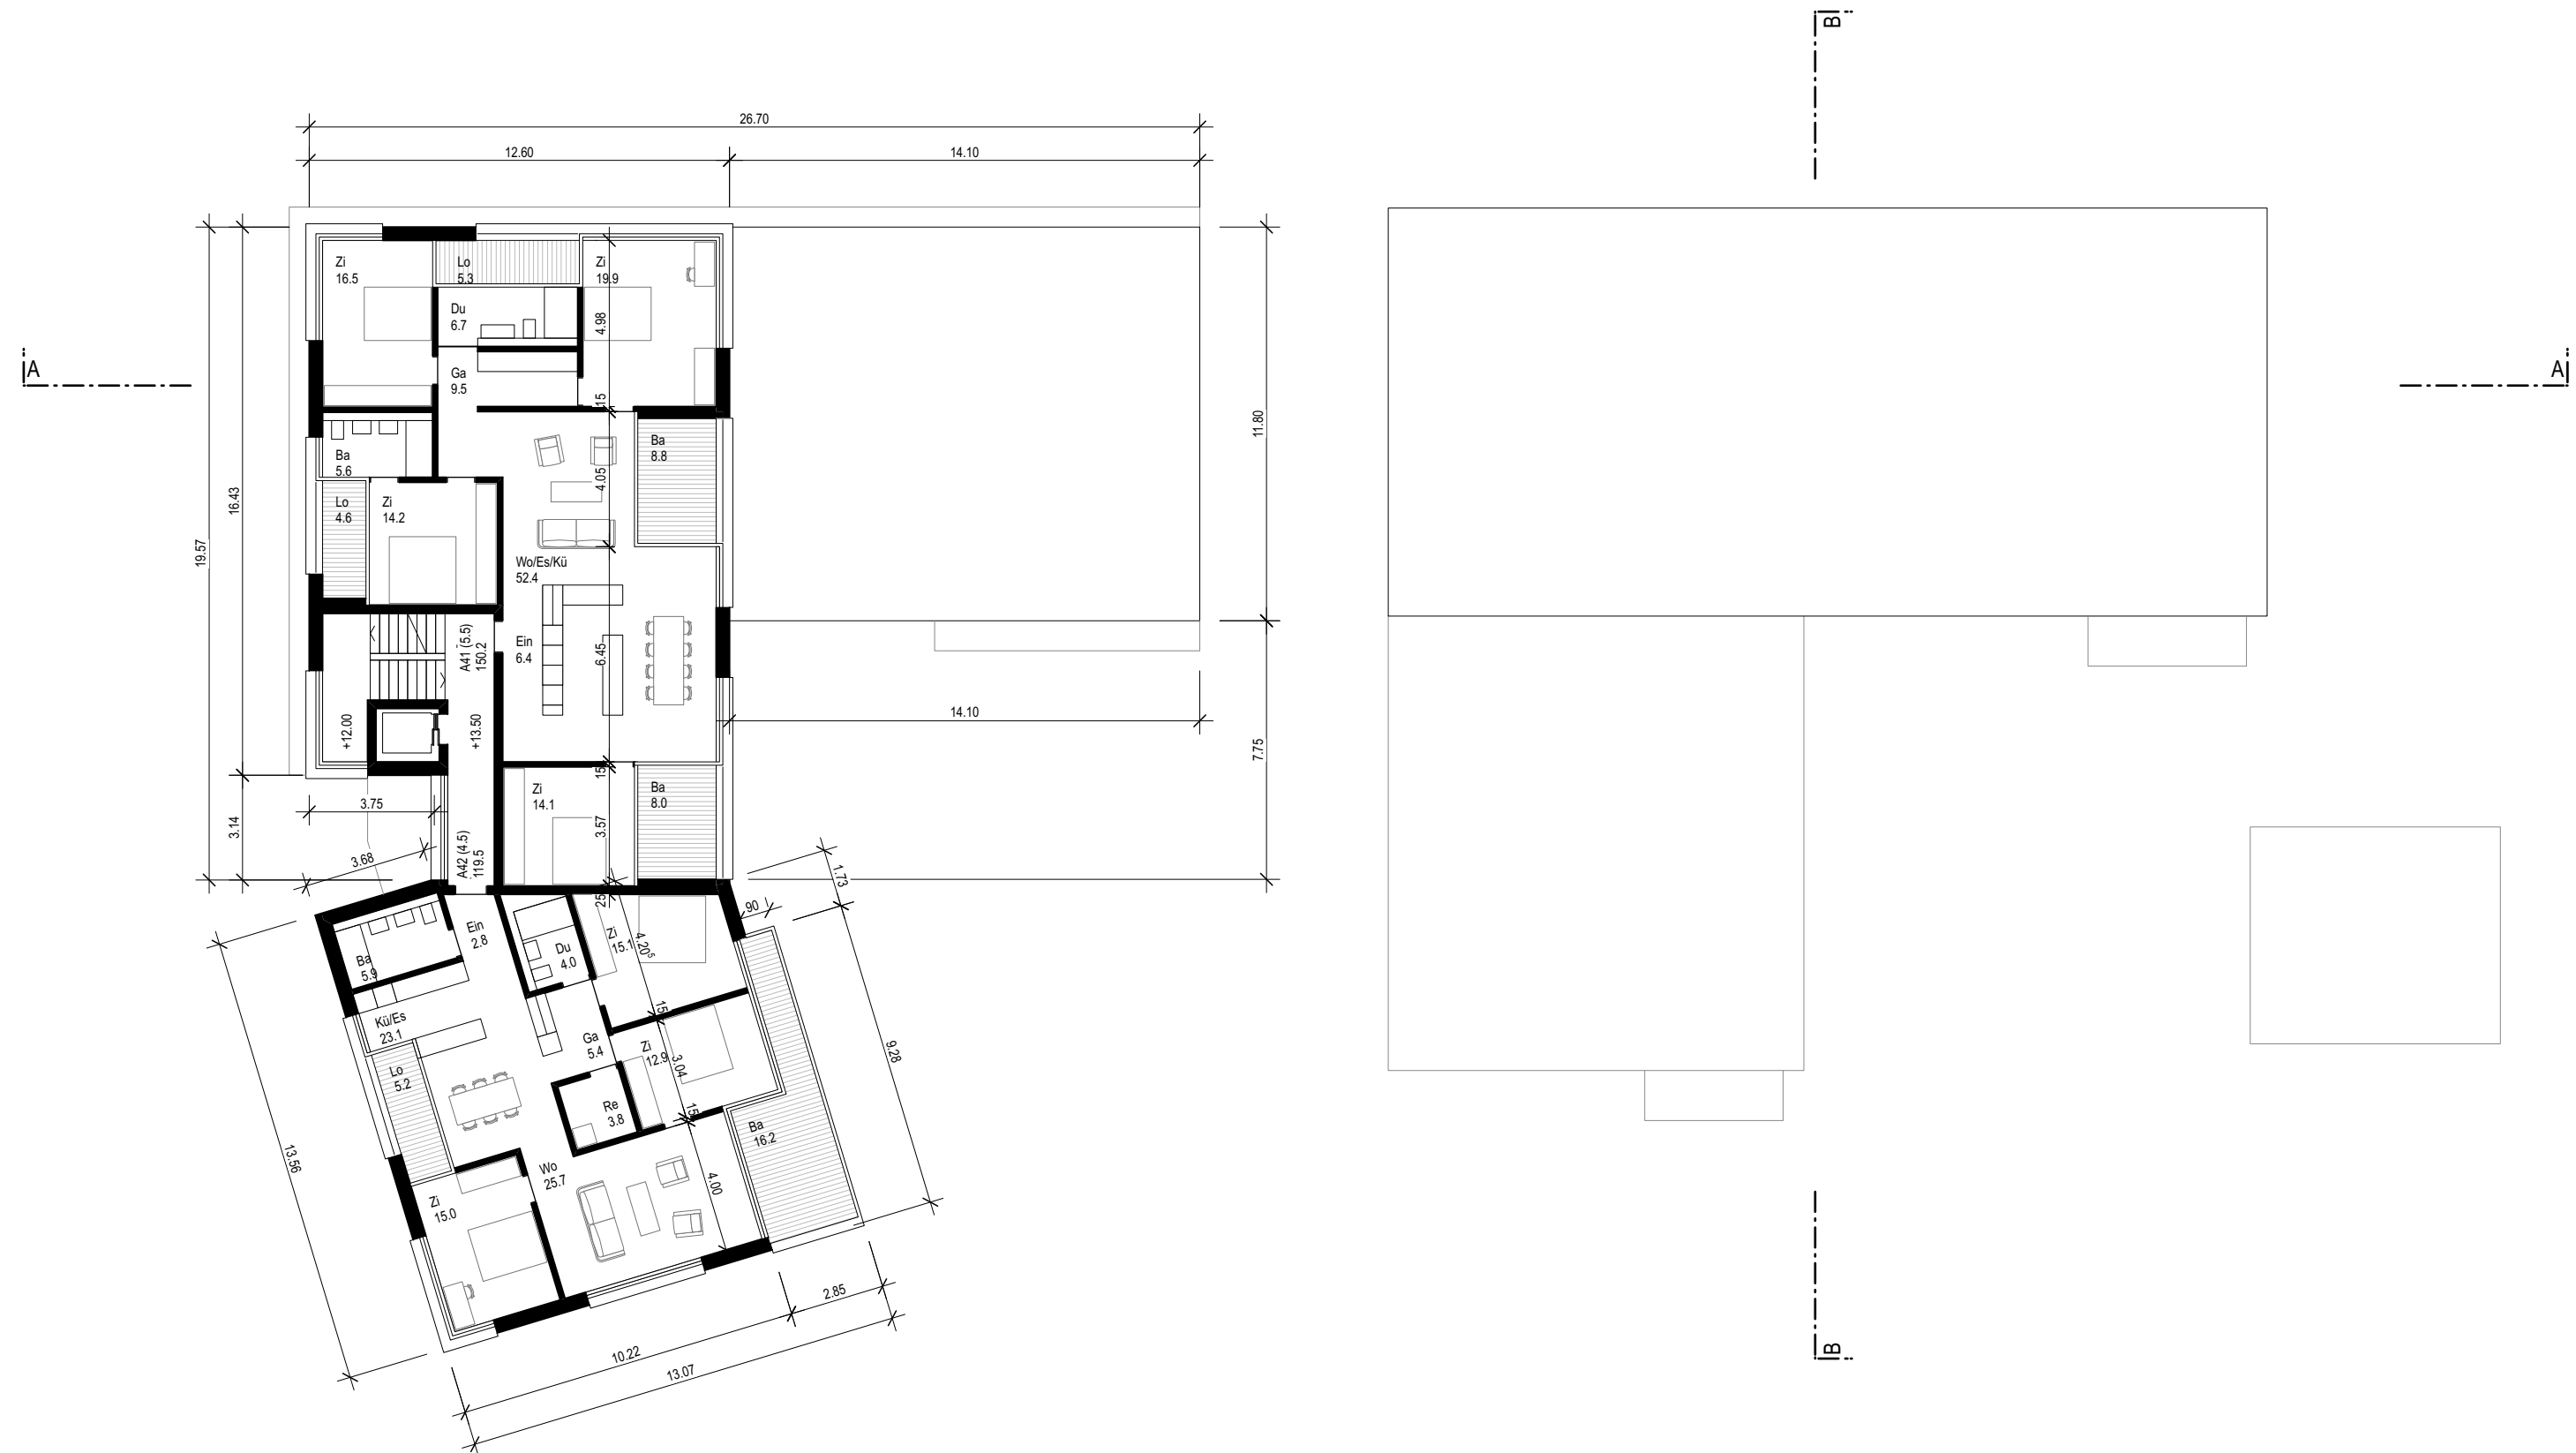 B
26.70
12.60
14.10
Zi
16.5
Lo
5.3
Zi
19.9
Du
6.7
4.98
A
A
Ga
9.5
15
11.80
Ba
8.8
Ba
5.6
4.05
16.43
Lo
4.6
Zi
14.2
19.57
Wo/Es/Kü
52.4
A41 (5.5)
150.2
Ein
6.4
6.45
+12.00
+13.50
14.10
7.75
15
Zi
14.1
Ba
8.0
3.75
3.14
3.57
A42 (4.5)
119.5
3.68
1.73
25
90
Ein
2.8
Zi
15.1
4.20⁵
Du
4.0
Ba
5.9
15
Kü/Es
23.1
Ga
5.4
Zi
12.9
3.04
9.28
Lo
5.2
Re
3.8
15
Ba
16.2
13.56
Wo
25.7
4.00
Zi
15.0
2.85
10.22
13.07
B